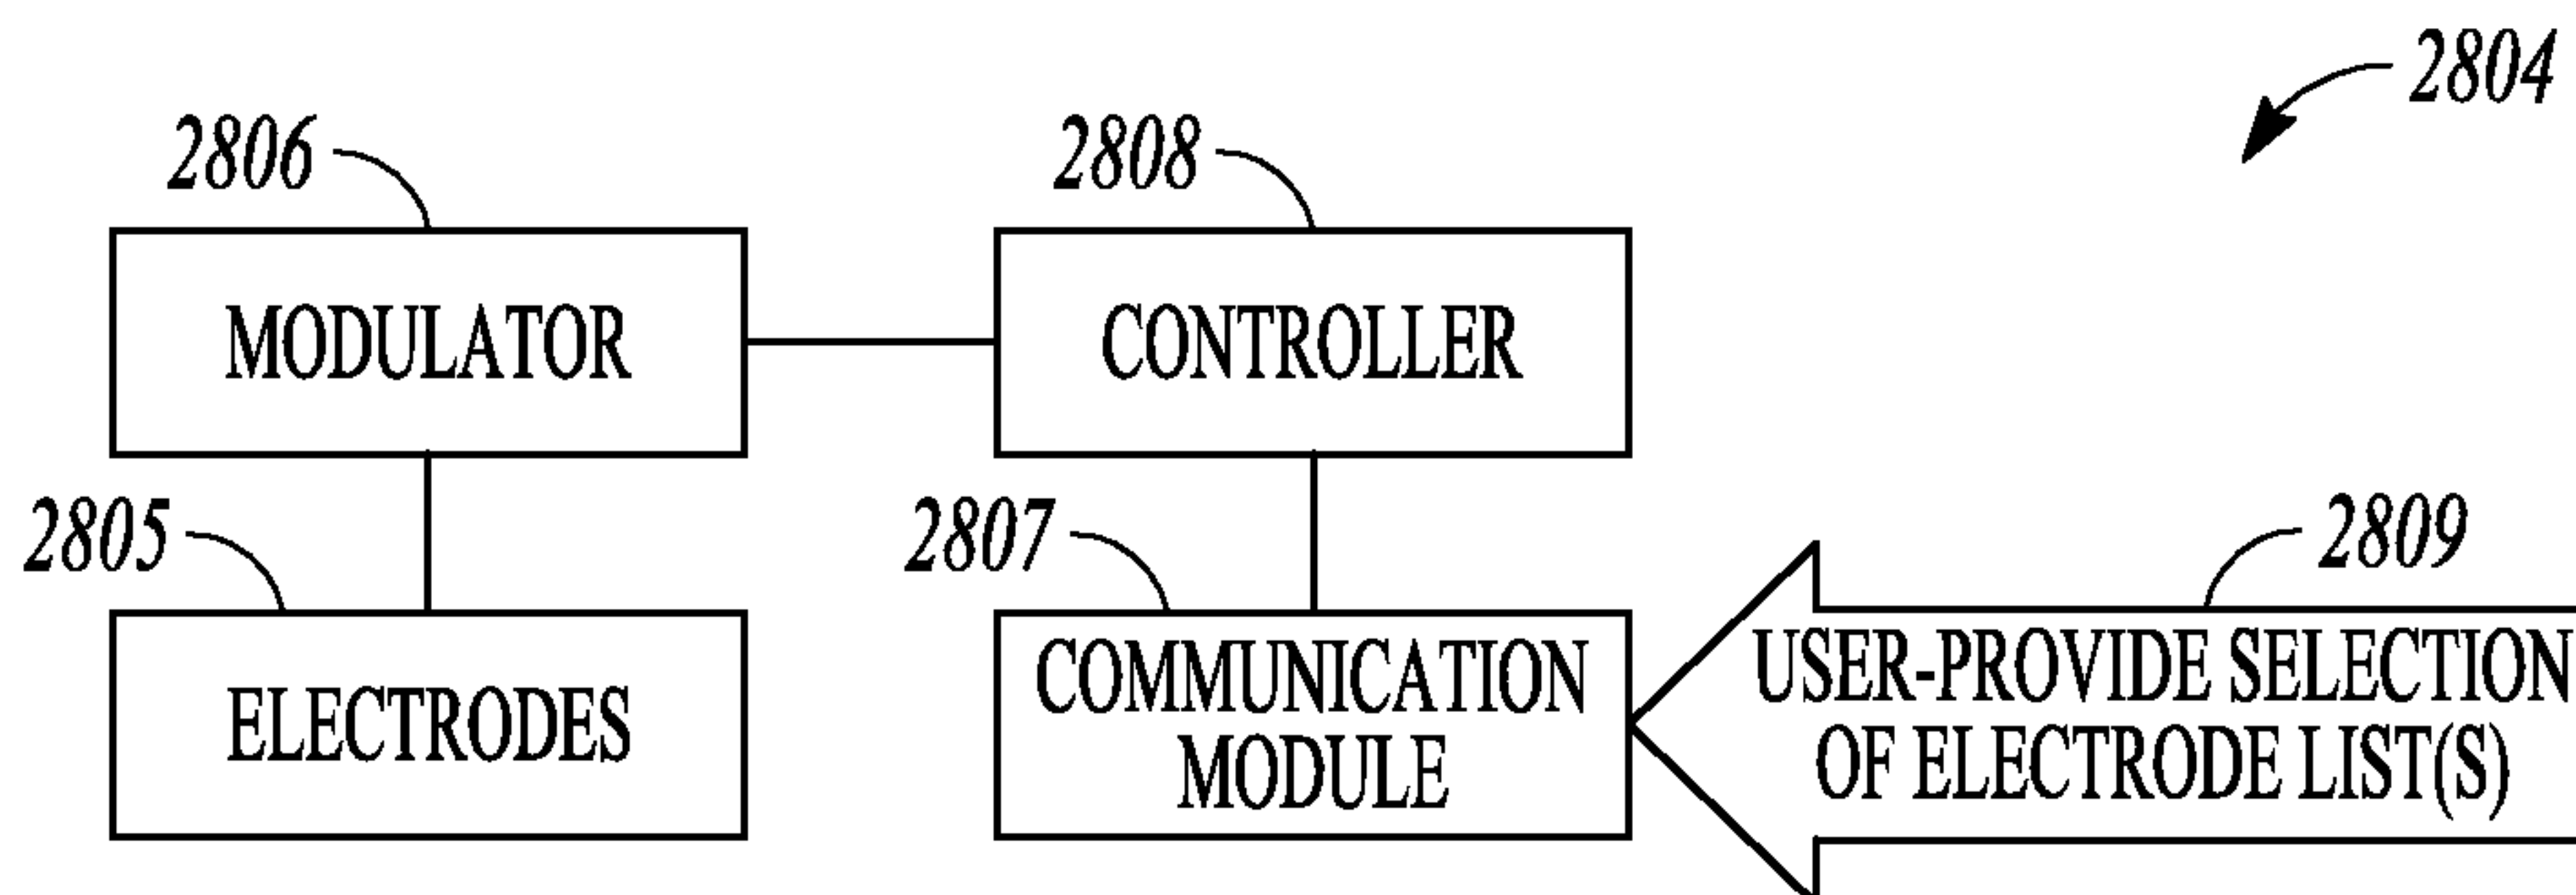 2804
2806
2808
MODULATOR
CONTROLLER
2805
2807
2809
ELECTRODES
COMMUNICATION
MODULE
USER-PROVIDE SELECTION
OF ELECTRODE LIST(S)